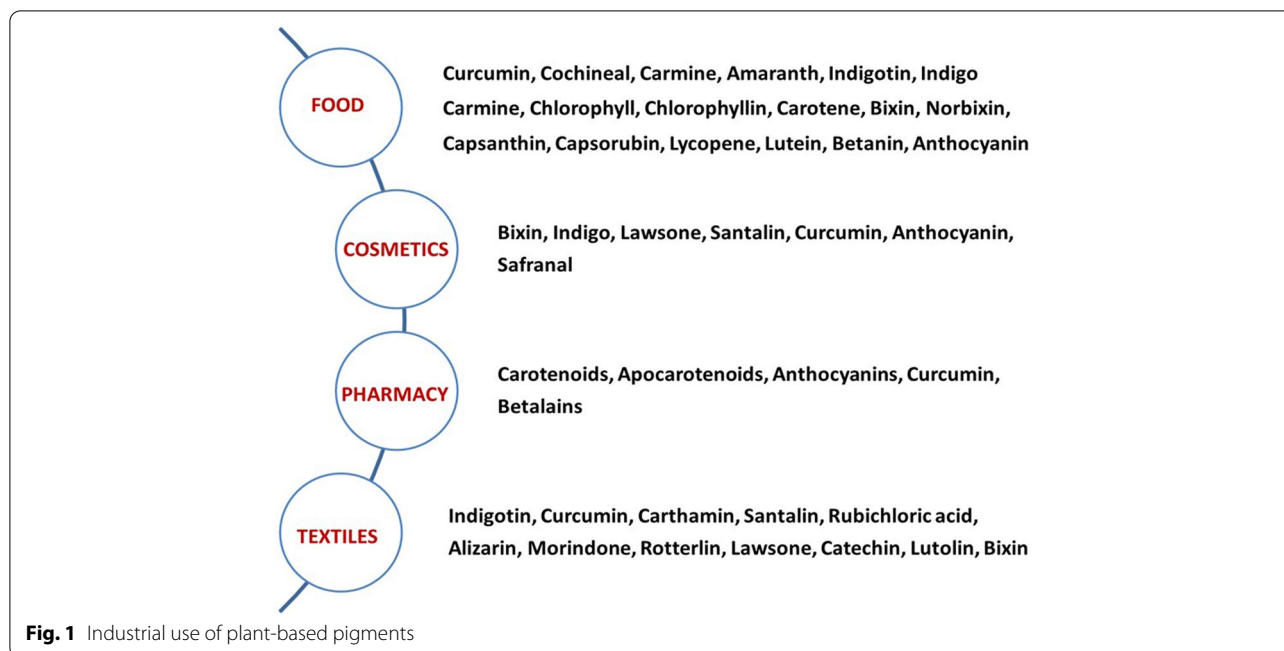 FOOD
Curcumin, Cochineal, Carmine, Amaranth, Indigotin, Indigo
Carmine, Chlorophyll, Chlorophyllin, Carotene, Bixin, Norbixin,
Capsanthin, Capsorubin, Lycopene, Lutein, Betanin, Anthocyanin
COSMETICS
Bixin, Indigo, Lawsone, Santalin, Curcumin, Anthocyanin,
Safranal
PHARMACY
Carotenoids, Apocarotenoids, Anthocyanins, Curcumin,
Betalains
TEXTILES
Indigotin, Curcumin, Carthamin, Santalin, Rubichloric acid,
Alizarin, Morindone, Rotterlin, Lawsone, Catechin, Lutolin, Bixin
Fig. 1 Industrial use of plant-based pigments